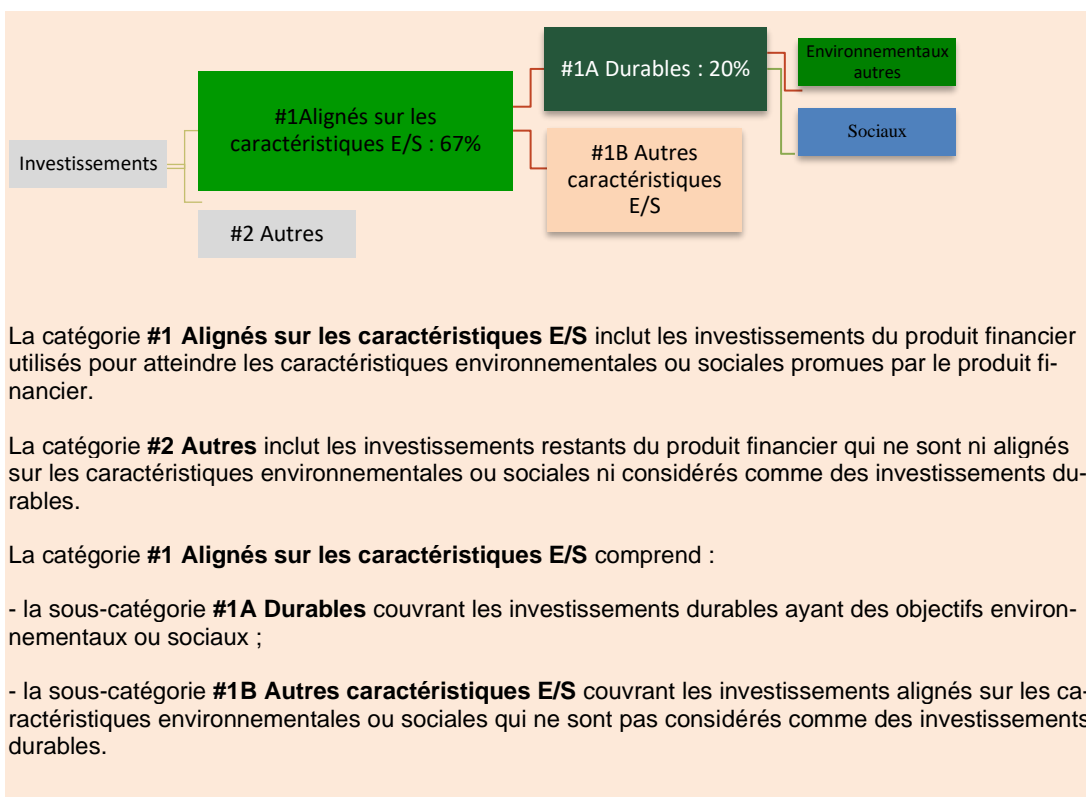 Investissements
#1Alignés sur les
caractéristiques E/S : 67%
#2 Autres
#1A Durables : 20%
#1B Autres
caractéristiques
E/S
Environnementaux
autres
Sociaux
La catégorie #1 Alignés sur les caractéristiques E/S inclut les investissements du produit financier
utilisés pour atteindre les caractéristiques environnementales ou sociales promues par le produit fi-
nancier.
La catégorie #2 Autres inclut les investissements restants du produit financier qui ne sont ni alignés
sur les caractéristiques environnementales ou sociales ni considérés comme des investissements du-
rables.
La catégorie #1 Alignés sur les caractéristiques E/S comprend :
- la sous-catégorie #1A Durables couvrant les investissements durables ayant des objectifs environ-
nementaux ou sociaux ;
- la sous-catégorie #1B Autres caractéristiques E/S couvrant les investissements alignés sur les ca-
ractéristiques environnementales ou sociales qui ne sont pas considérés comme des investissements
durables.